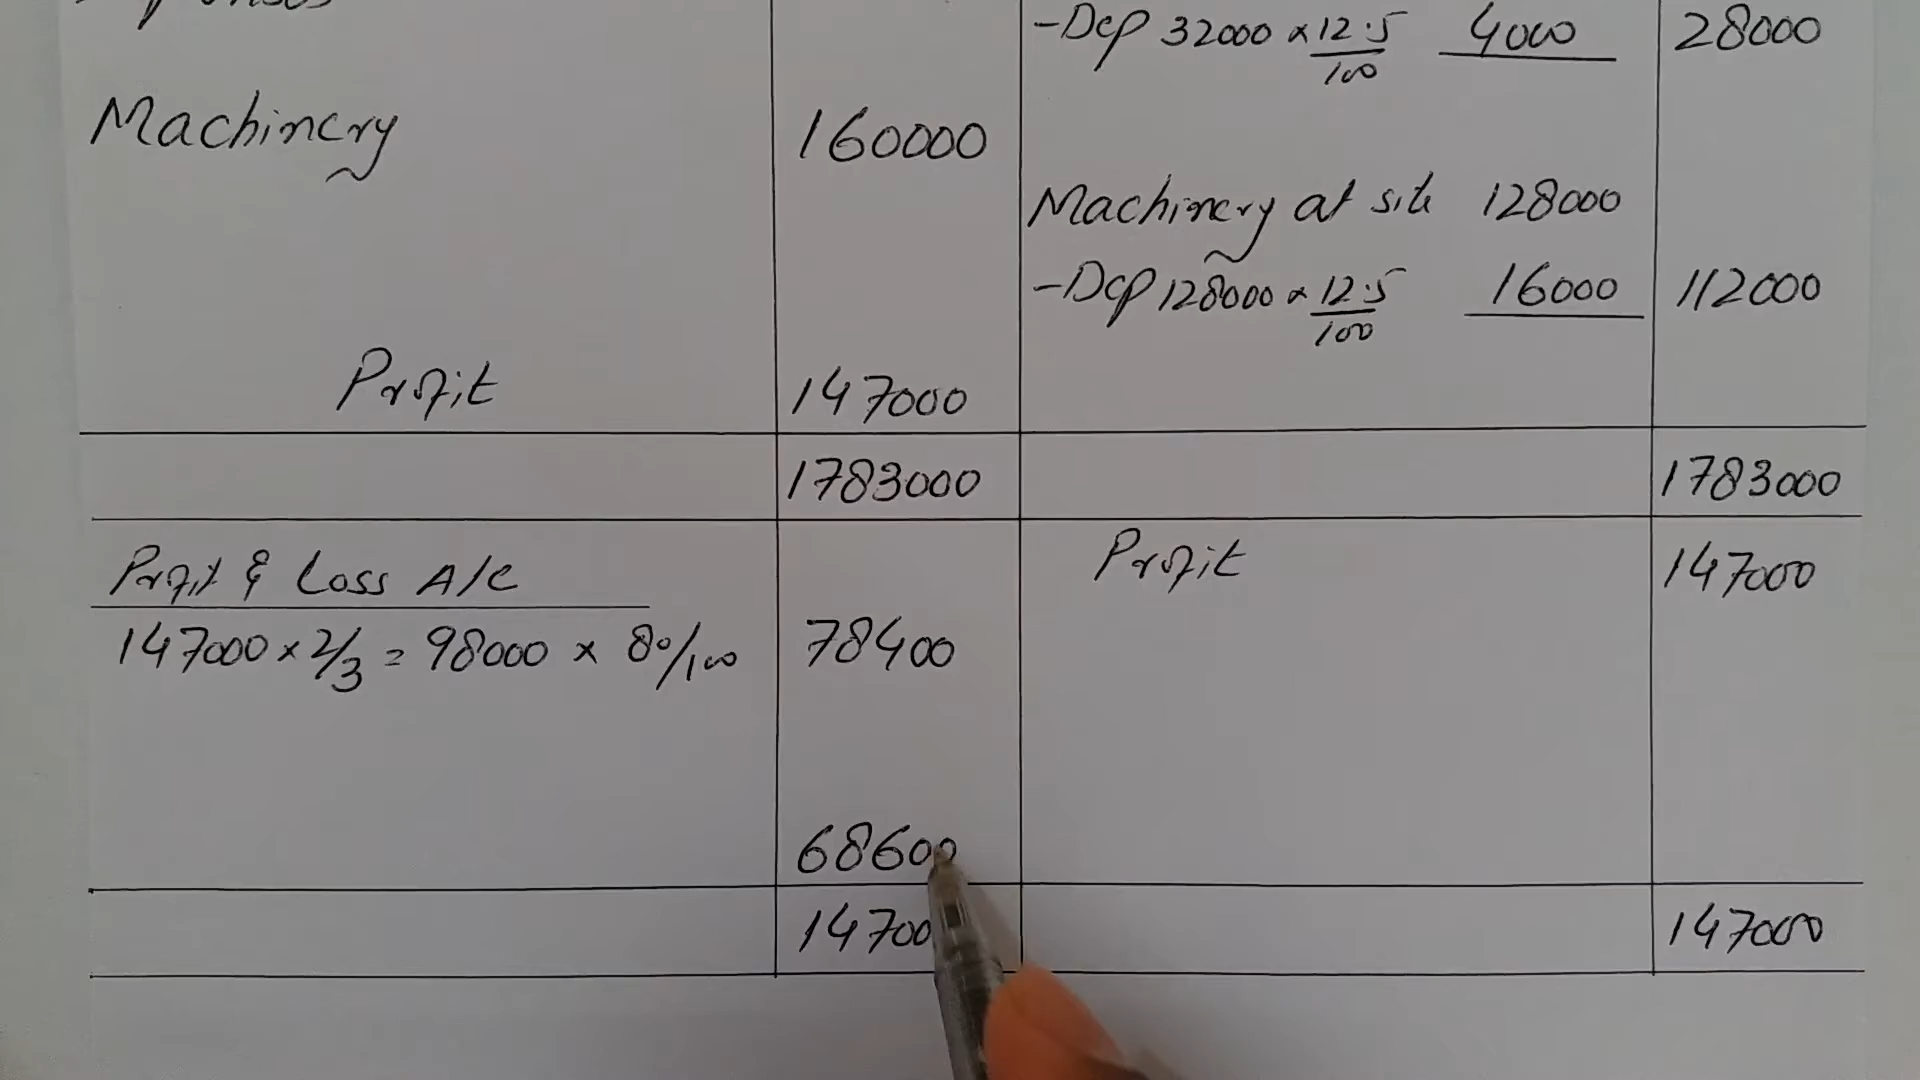 -Dep 32000 × 12.5/100 4000 28000
Machinery 160000
Machinery at site 128000
-Dep 128000 × 12.5/100 16000 112000
Profit 147000
1783000 1783000
Profit & Loss A/C Profit 147000
147000 × 2/3 = 98000 × 80/100 78400
68600
14700 147000